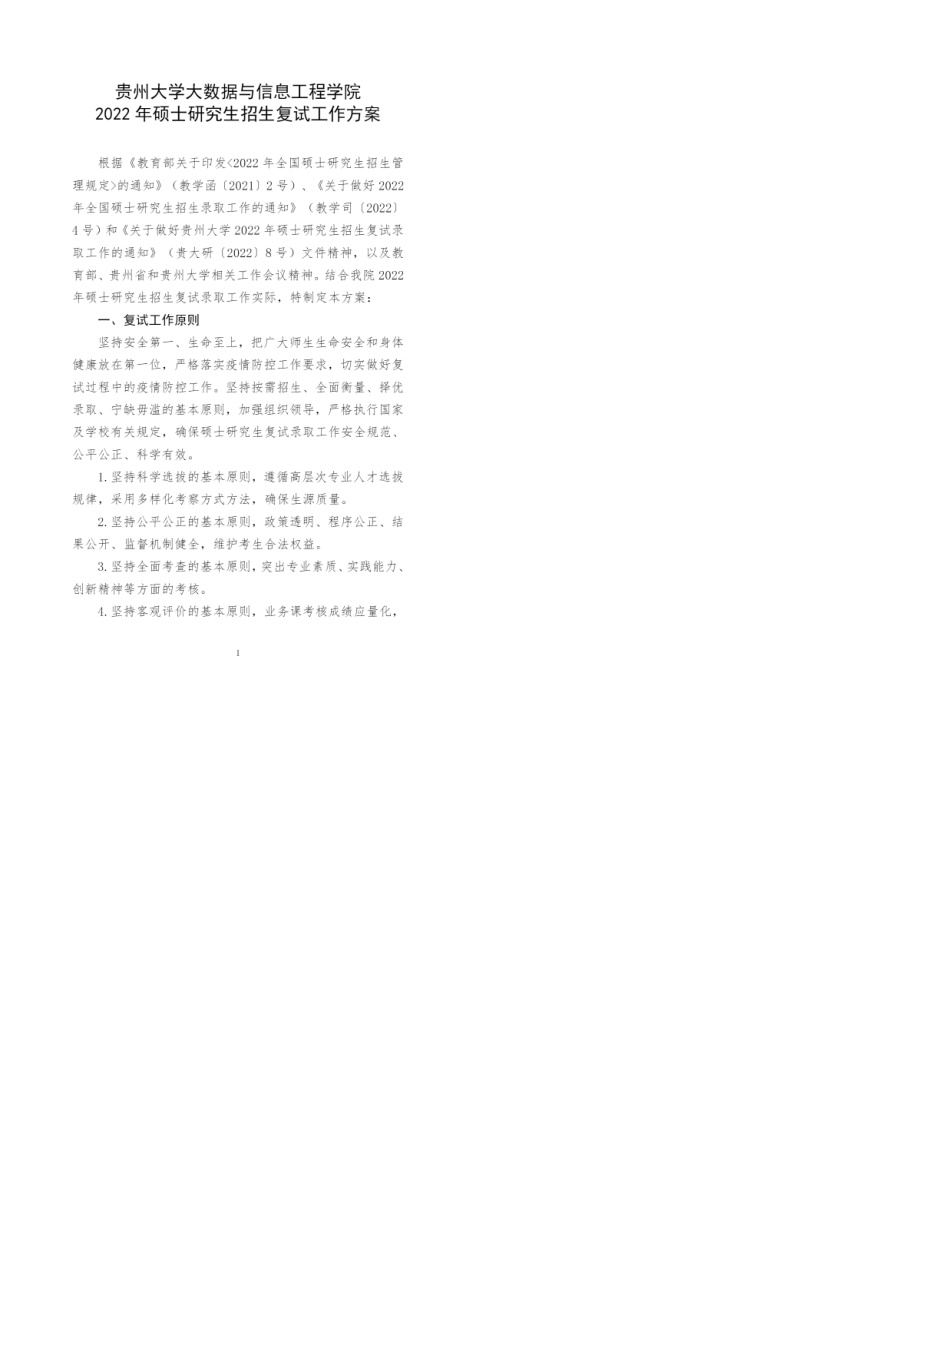 贵州大学大数据与信息工程学院
2022 年硕士研究生招生复试工作方案
根据《教育部关于印发<2022 年全国硕士研究生招生管
理规定>的通知》（教学函〔2021〕2 号）、《关于做好 2022
年全国硕士研究生招生录取工作的通知》（教学司〔2022〕
4 号）和《关于做好贵州大学 2022 年硕士研究生招生复试录
取工作的通知》（贵大研〔2022〕8 号）文件精神，以及教
育部、贵州省和贵州大学相关工作会议精神。结合我院 2022
年硕士研究生招生复试录取工作实际，特制定本方案：
一、复试工作原则
坚持安全第一、生命至上，把广大师生生命安全和身体
健康放在第一位，严格落实疫情防控工作要求，切实做好复
试过程中的疫情防控工作。坚持按需招生、全面衡量、择优
录取、宁缺毋滥的基本原则，加强组织领导，严格执行国家
及学校有关规定，确保硕士研究生复试录取工作安全规范、
公平公正、科学有效。
1.坚持科学选拔的基本原则，遵循高层次专业人才选拔
规律，采用多样化考察方式方法，确保生源质量。
2.坚持公平公正的基本原则，政策透明、程序公正、结
果公开、监督机制健全，维护考生合法权益。
3.坚持全面考查的基本原则，突出专业素质、实践能力、
创新精神等方面的考核。
4.坚持客观评价的基本原则，业务课考核成绩应量化，
1